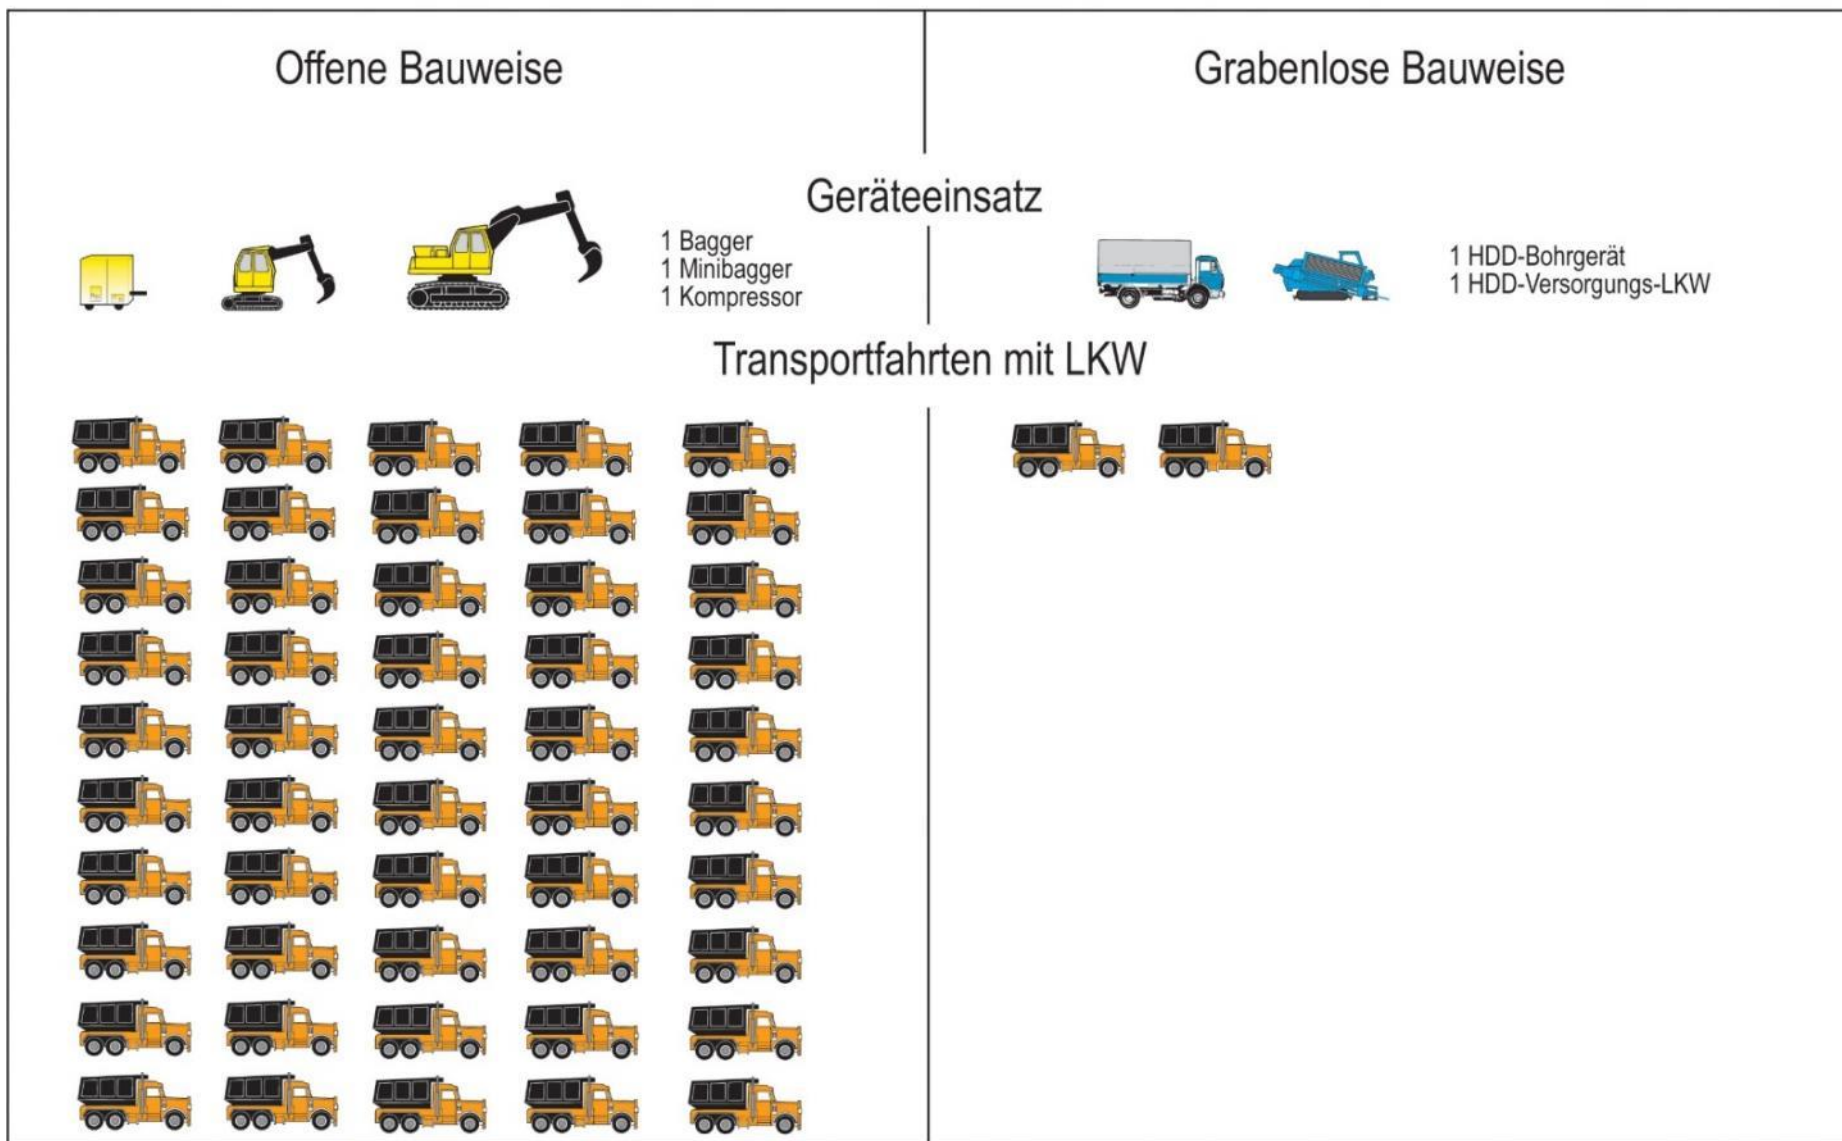 Offene Bauweise
Grabenlose Bauweise
Geräteeinsatz
1 Bagger
1 Minibagger
1 Kompressor
1 HDD-Bohrgerät
1 HDD-Versorgungs-LKW
Transportfahrten mit LKW